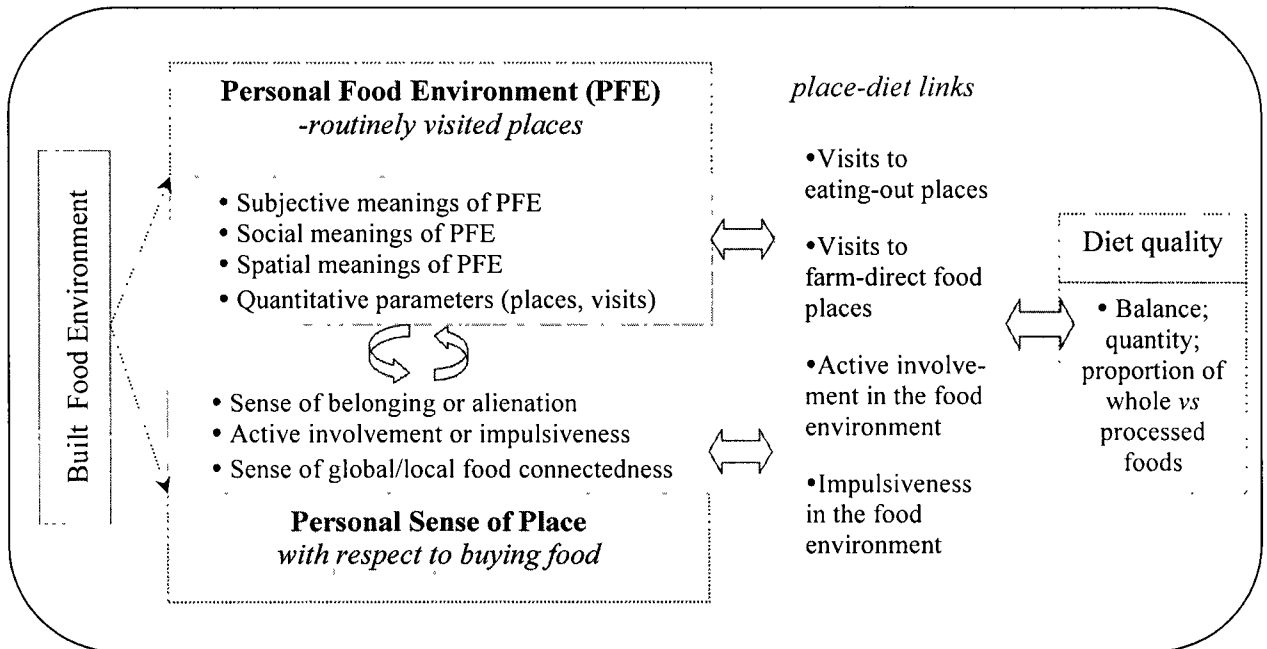 Built Food Environment
Personal Food Environment (PFE)
-routinely visited places
• Subjective meanings of PFE
• Social meanings of PFE
• Spatial meanings of PFE
• Quantitative parameters (places, visits)
• Sense of belonging or alienation
• Active involvement or impulsiveness
• Sense of global/local food connectedness
Personal Sense of Place
with respect to buying food
place-diet links
•Visits to
eating-out places
•Visits to
farm-direct food
places
•Active involve-
ment in the food
environment
•Impulsiveness
in the food
environment
Diet quality
• Balance;
quantity;
proportion of
whole vs
processed
foods